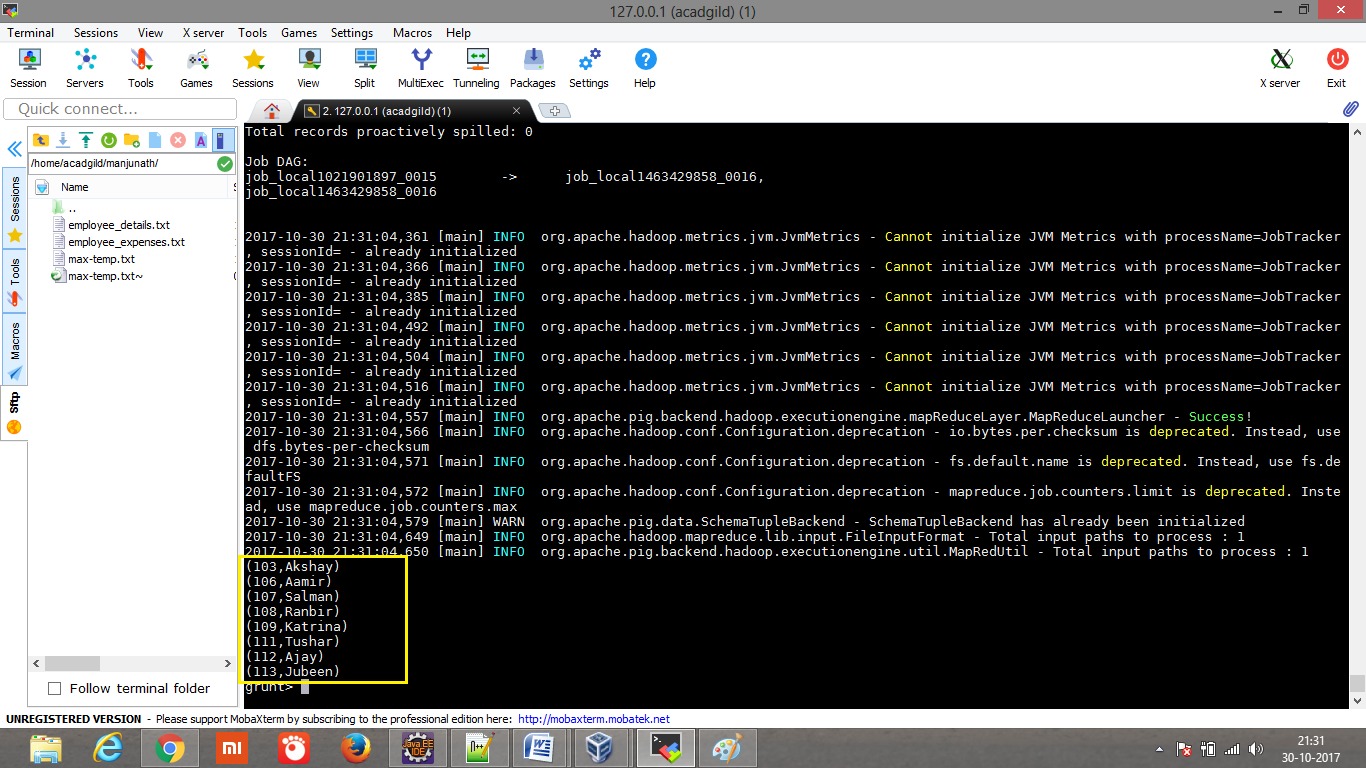 127.0.0.1 (acadgild) (1)
Terminal Sessions View X server Tools Games Settings Macros Help
Session Servers Tools Games Sessions View Split MultiExec Tunneling Packages Settings Help X server Exit
Quick connect...
2. 127.0.0.1 (acadgild) (1)
/home/acadgild/manjunath/
Name
..
employee_details.txt
employee_expenses.txt
max-temp.txt
max-temp.txt~
Sessions
Tools
Macros
Sftp
Follow terminal folder
Total records proactively spilled: 0
Job DAG:
job_local1021901897_0015 -> job_local1463429858_0016,
job_local1463429858_0016
2017-10-30 21:31:04,361 [main] INFO org.apache.hadoop.metrics.jvm.JvmMetrics - Cannot initialize JVM Metrics with processName=JobTracker
, sessionId= - already initialized
2017-10-30 21:31:04,366 [main] INFO org.apache.hadoop.metrics.jvm.JvmMetrics - Cannot initialize JVM Metrics with processName=JobTracker
, sessionId= - already initialized
2017-10-30 21:31:04,385 [main] INFO org.apache.hadoop.metrics.jvm.JvmMetrics - Cannot initialize JVM Metrics with processName=JobTracker
, sessionId= - already initialized
2017-10-30 21:31:04,492 [main] INFO org.apache.hadoop.metrics.jvm.JvmMetrics - Cannot initialize JVM Metrics with processName=JobTracker
, sessionId= - already initialized
2017-10-30 21:31:04,504 [main] INFO org.apache.hadoop.metrics.jvm.JvmMetrics - Cannot initialize JVM Metrics with processName=JobTracker
, sessionId= - already initialized
2017-10-30 21:31:04,516 [main] INFO org.apache.hadoop.metrics.jvm.JvmMetrics - Cannot initialize JVM Metrics with processName=JobTracker
, sessionId= - already initialized
2017-10-30 21:31:04,557 [main] INFO org.apache.pig.backend.hadoop.executionengine.mapReduceLayer.MapReduceLauncher - Success!
2017-10-30 21:31:04,566 [main] INFO org.apache.hadoop.conf.Configuration.deprecation - io.bytes.per.checksum is deprecated. Instead, use
dfs.bytes-per-checksum
2017-10-30 21:31:04,571 [main] INFO org.apache.hadoop.conf.Configuration.deprecation - fs.default.name is deprecated. Instead, use fs.de
faultFS
2017-10-30 21:31:04,572 [main] INFO org.apache.hadoop.conf.Configuration.deprecation - mapreduce.job.counters.limit is deprecated. Inste
ad, use mapreduce.job.counters.max
2017-10-30 21:31:04,579 [main] WARN org.apache.pig.data.SchemaTupleBackend - SchemaTupleBackend has already been initialized
2017-10-30 21:31:04,649 [main] INFO org.apache.hadoop.mapreduce.lib.input.FileInputFormat - Total input paths to process : 1
2017-10-30 21:31:04,650 [main] INFO org.apache.pig.backend.hadoop.executionengine.util.MapRedUtil - Total input paths to process : 1
(103,Akshay)
(106,Aamir)
(107,Salman)
(108,Ranbir)
(109,Katrina)
(111,Tushar)
(112,Ajay)
(113,Jubeen)
grunt>
UNREGISTERED VERSION - Please support MobaXterm by subscribing to the professional edition here: http://mobaxterm.mobatek.net
mi
Java EE
IDE
21:31
30-10-2017